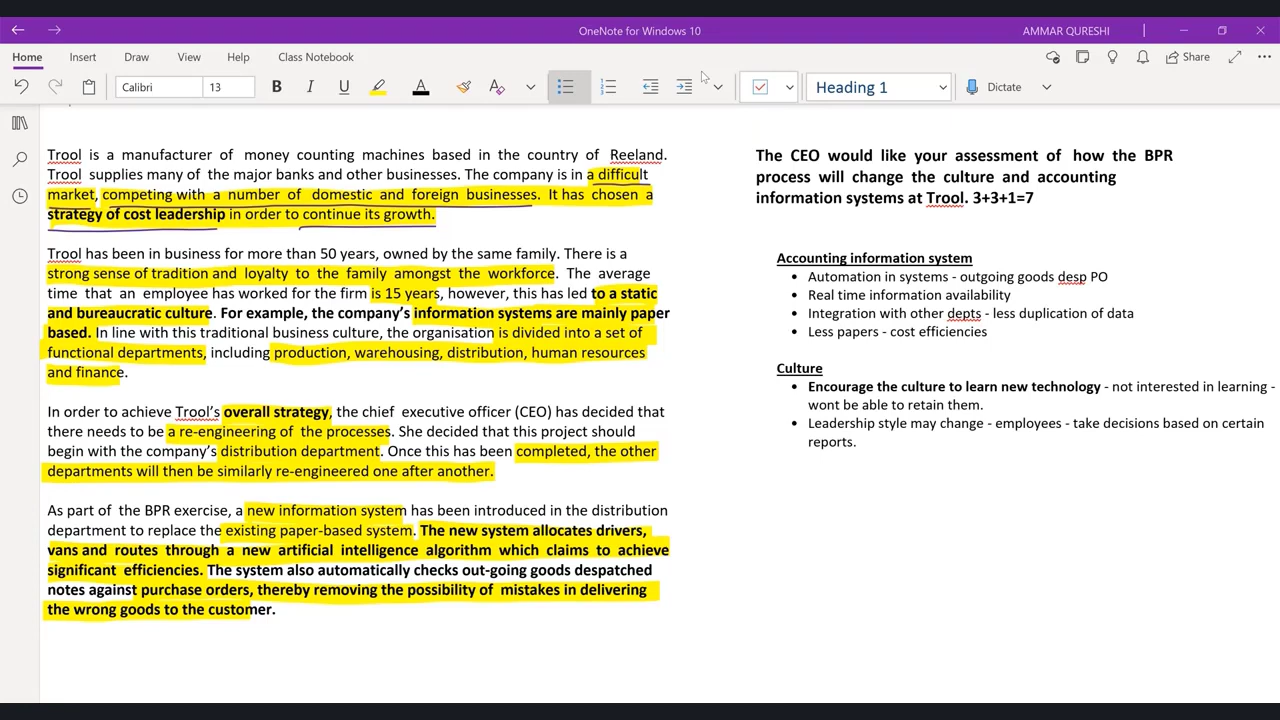 OneNote for Windows 10
AMMAR QURESHI
Home Insert Draw View Help Class Notebook
Share
Calibri 13 B I U A Heading 1 Dictate
Trool is a manufacturer of money counting machines based in the country of Reeland.
Trool supplies many of the major banks and other businesses. The company is in a difficult
market, competing with a number of domestic and foreign businesses. It has chosen a
strategy of cost leadership in order to continue its growth.
Trool has been in business for more than 50 years, owned by the same family. There is a
strong sense of tradition and loyalty to the family amongst the workforce. The average
time that an employee has worked for the firm is 15 years, however, this has led to a static
and bureaucratic culture. For example, the company's information systems are mainly paper
based. In line with this traditional business culture, the organisation is divided into a set of
functional departments, including production, warehousing, distribution, human resources
and finance.
In order to achieve Trool's overall strategy, the chief executive officer (CEO) has decided that
there needs to be a re-engineering of the processes. She decided that this project should
begin with the company's distribution department. Once this has been completed, the other
departments will then be similarly re-engineered one after another.
As part of the BPR exercise, a new information system has been introduced in the distribution
department to replace the existing paper-based system. The new system allocates drivers,
vans and routes through a new artificial intelligence algorithm which claims to achieve
significant efficiencies. The system also automatically checks out-going goods despatched
notes against purchase orders, thereby removing the possibility of mistakes in delivering
the wrong goods to the customer.
The CEO would like your assessment of how the BPR
process will change the culture and accounting
information systems at Trool. 3+3+1=7
Accounting information system
• Automation in systems - outgoing goods desp PO
• Real time information availability
• Integration with other depts - less duplication of data
• Less papers - cost efficiencies
Culture
• Encourage the culture to learn new technology - not interested in learning -
wont be able to retain them.
• Leadership style may change - employees - take decisions based on certain
reports.